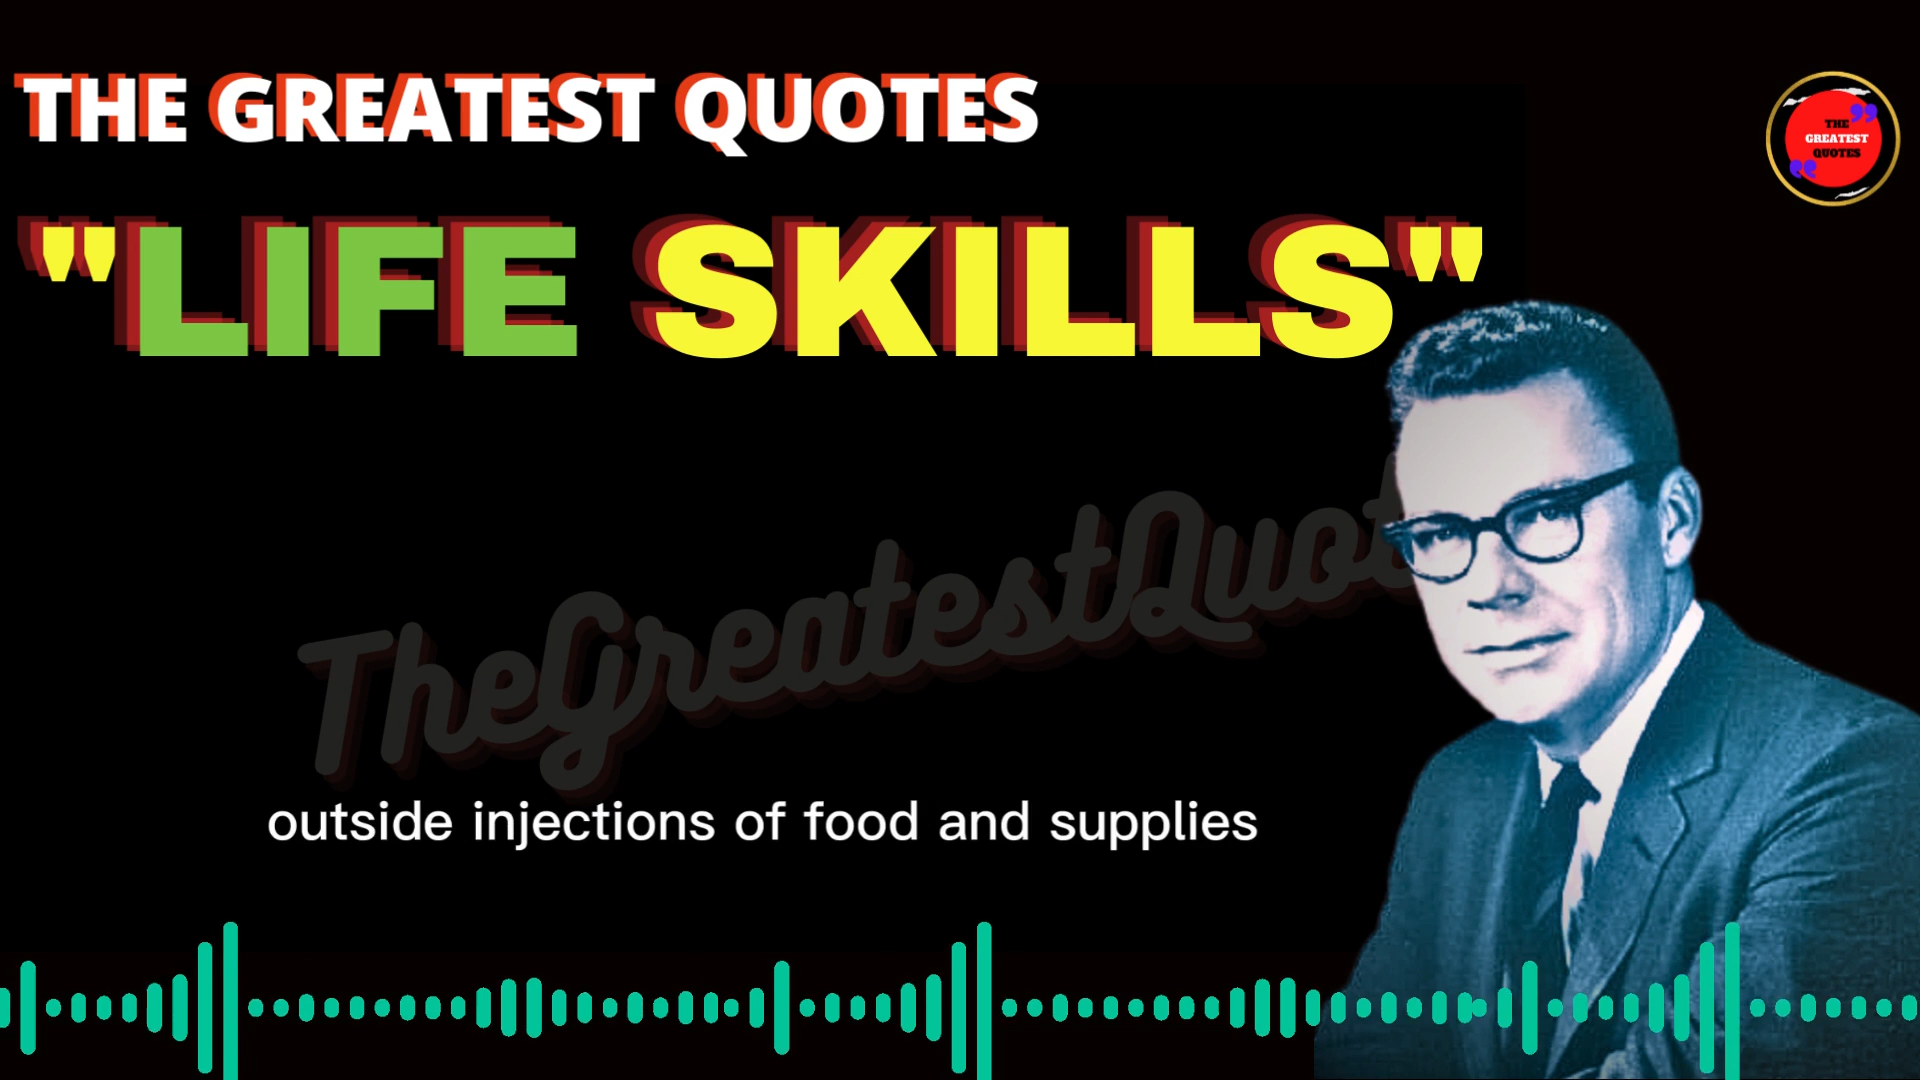 THE GREATEST QUOTES
THE
GREATEST
QUOTES
"LIFE SKILLS"
TheGreatestQuot
outside injections of food and supplies